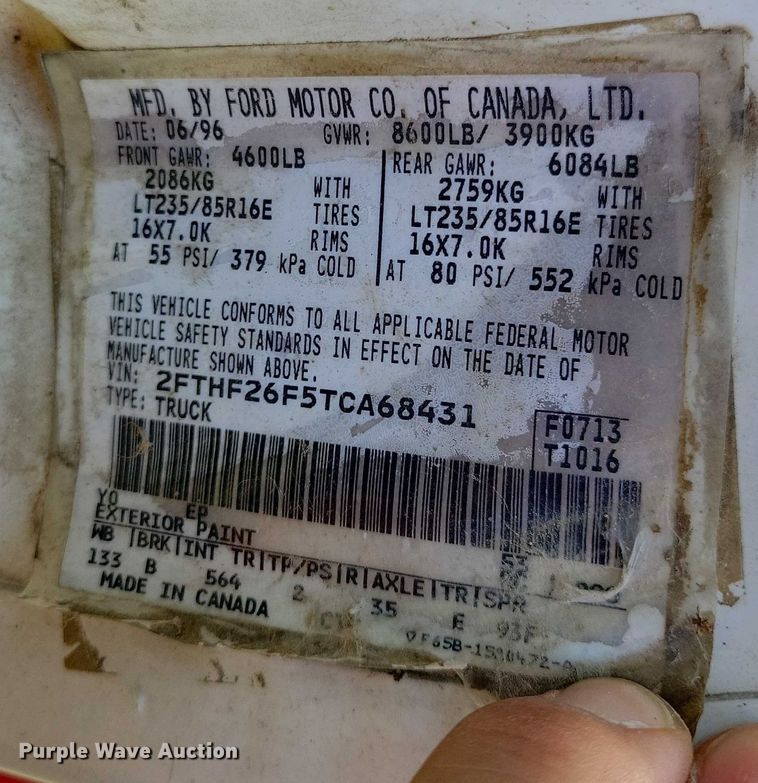 MFD. BY FORD MOTOR CO. OF CANADA, LTD.
DATE: 06/96 GVWR: 8600LB/ 3900KG
FRONT GAWR: 4600LB REAR GAWR: 6084LB
2086KG WITH 2759KG WITH
LT235/85R16E TIRES LT235/85R16E TIRES
16X7.0K RIMS 16X7.0K RIMS
AT 55 PSI/ 379 kPa COLD AT 80 PSI/ 552 kPa COLD
THIS VEHICLE CONFORMS TO ALL APPLICABLE FEDERAL MOTOR
VEHICLE SAFETY STANDARDS IN EFFECT ON THE DATE OF
MANUFACTURE SHOWN ABOVE.
VIN: 2FTHF26F5TCA68431
TYPE: TRUCK
F0713
T1016
YO EP
EXTERIOR PAINT
WB |BRK|INT TR|TP/PS|R|AXLE|TR|SPR
133 B 564 2 35 E 93F
MADE IN CANADA
Purple Wave Auction